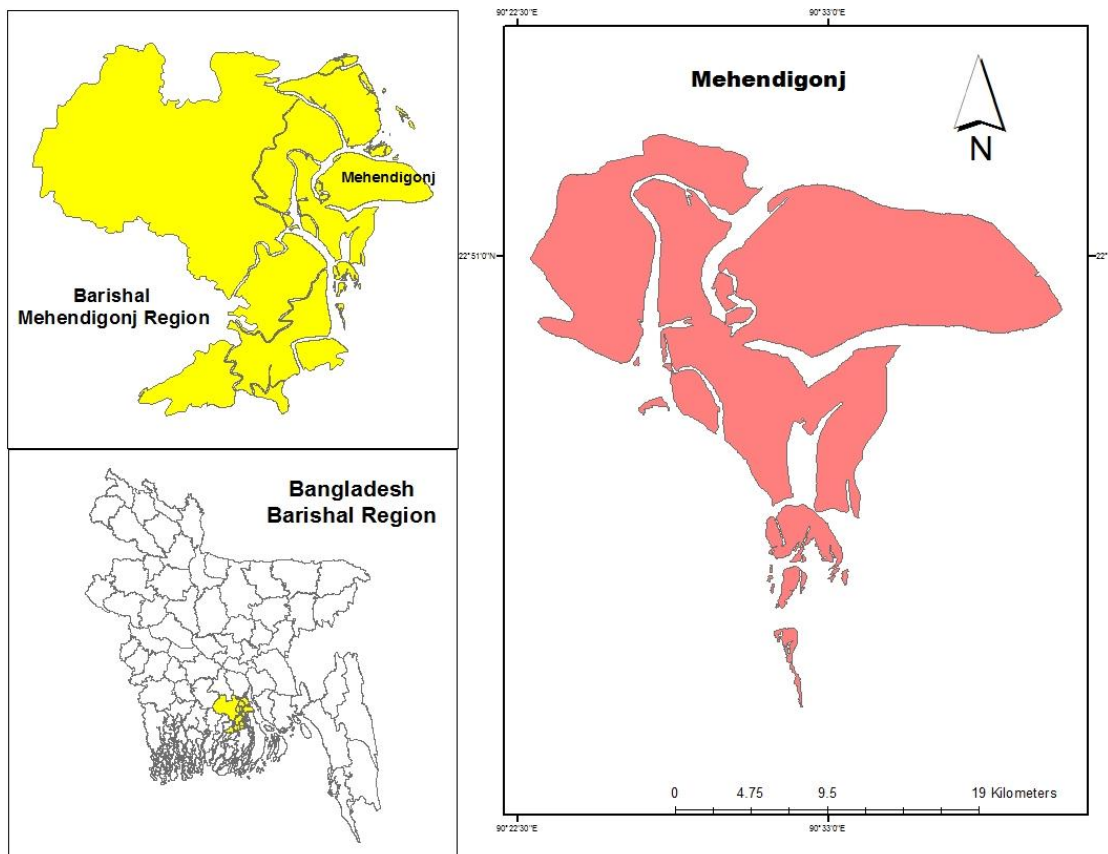 Mehendigonj
Barishal
Mehendigonj Region
Bangladesh
Barishal Region
90°22'30"E
90°33'0"E
Mehendigonj
N
22°51'0"N
22°
0
4.75
9.5
19 Kilometers
90°22'30"E
90°33'0"E